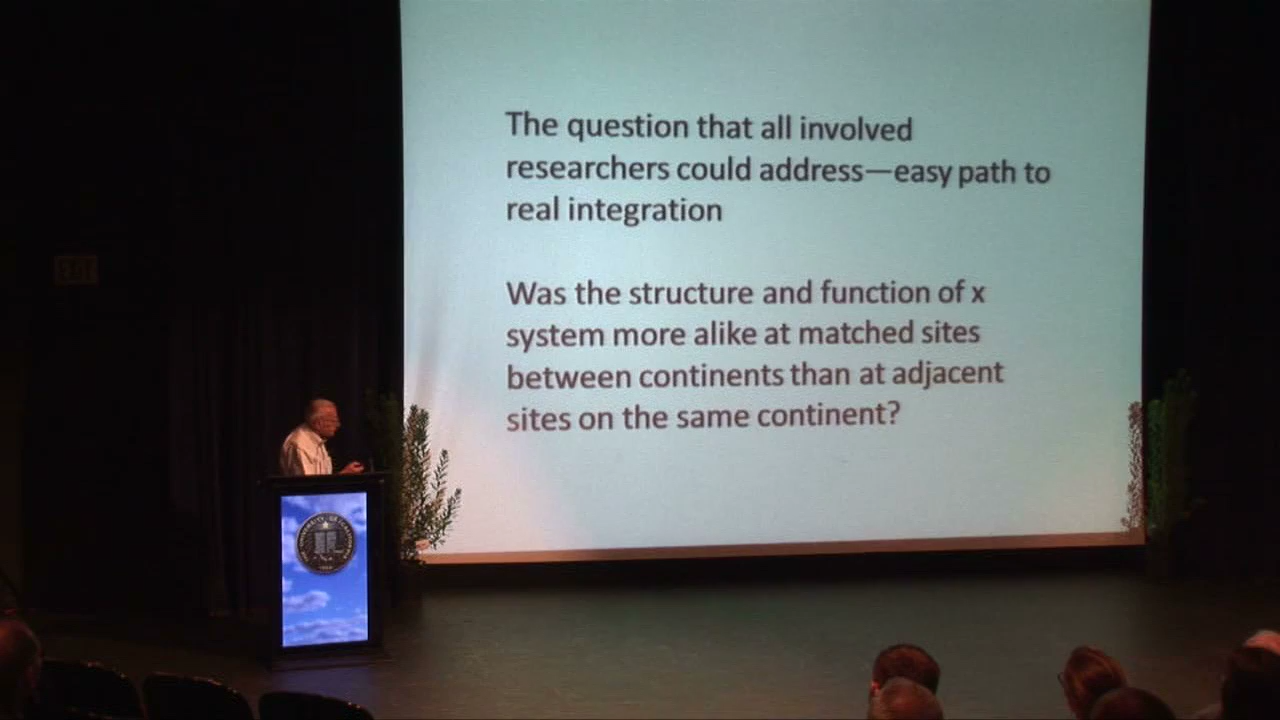 The question that all involved
researchers could address—easy path to
real integration
Was the structure and function of x
system more alike at matched sites
between continents than at adjacent
sites on the same continent?
EXIT